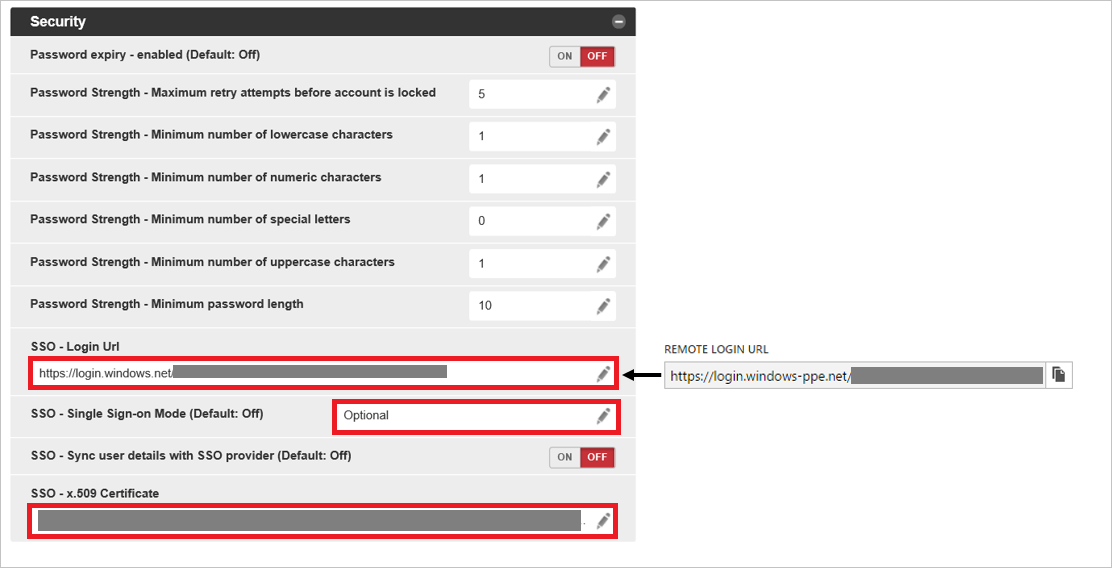 Security
Password expiry - enabled (Default: Off) ON OFF
Password Strength - Maximum retry attempts before account is locked 5
Password Strength - Minimum number of lowercase characters 1
Password Strength - Minimum number of numeric characters 1
Password Strength - Minimum number of special letters 0
Password Strength - Minimum number of uppercase characters 1
Password Strength - Minimum password length 10
SSO - Login Url
https://login.windows.net/
REMOTE LOGIN URL
https://login.windows-ppe.net/
SSO - Single Sign-on Mode (Default: Off) Optional
SSO - Sync user details with SSO provider (Default: Off) ON OFF
SSO - x.509 Certificate